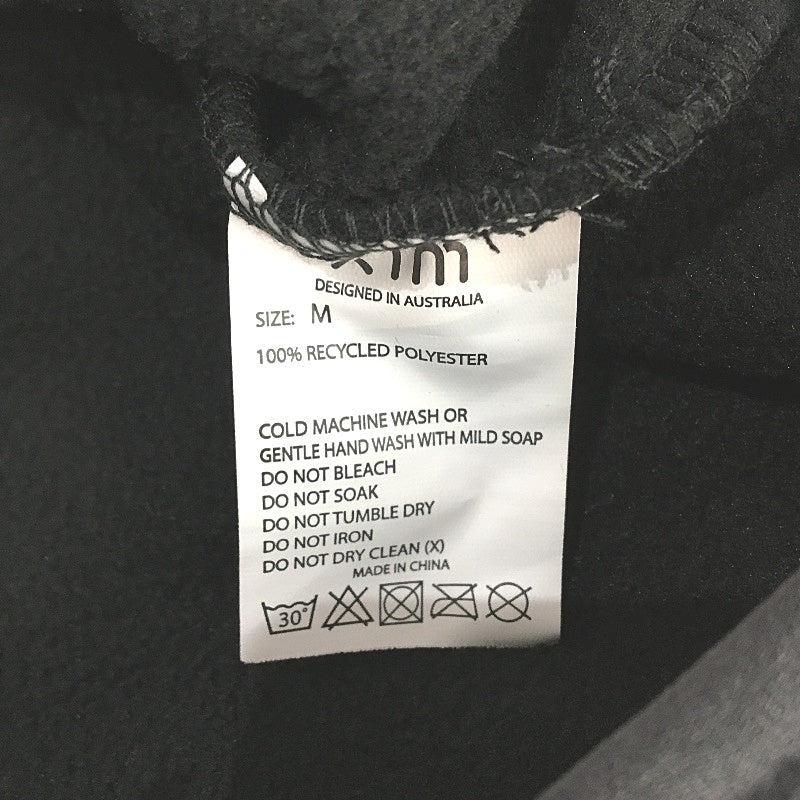 DESIGNED IN AUSTRALIA
SIZE: M
100% RECYCLED POLYESTER
COLD MACHINE WASH OR
GENTLE HAND WASH WITH MILD SOAP
DO NOT BLEACH
DO NOT SOAK
DO NOT TUMBLE DRY
DO NOT IRON
DO NOT DRY CLEAN (X)
MADE IN CHINA
30°